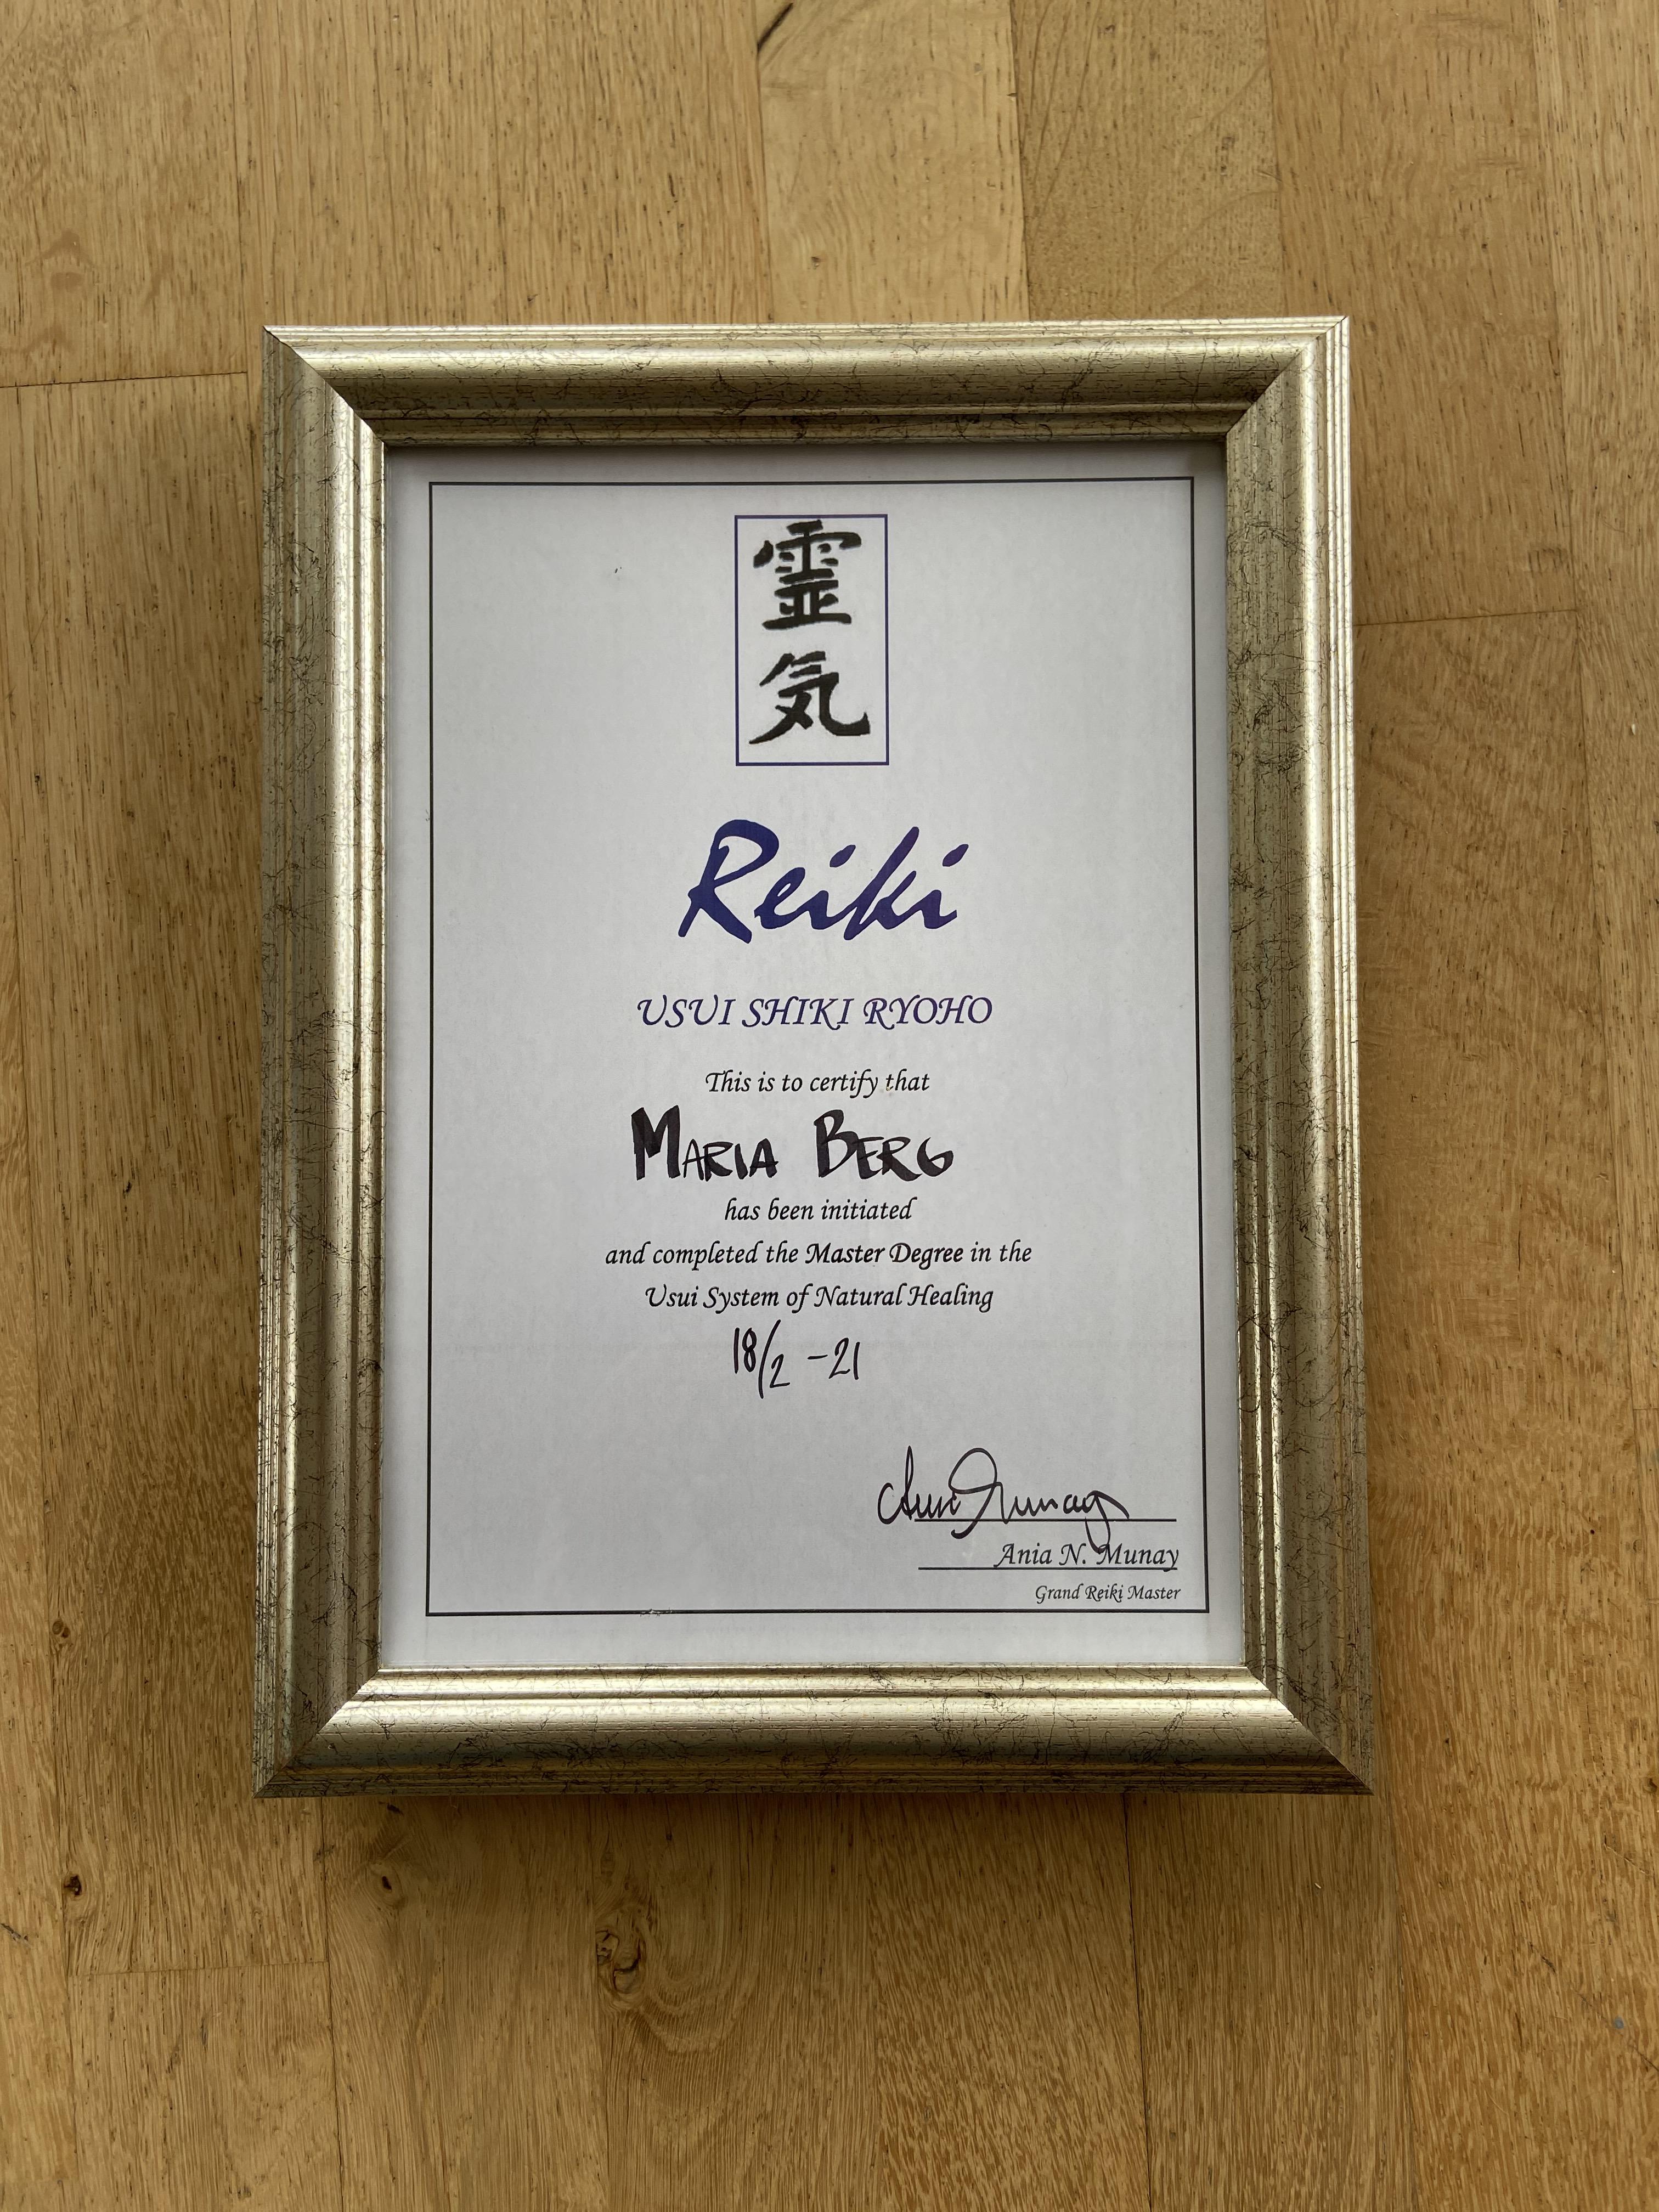 靈
気
Reiki
USUI SHIKI RYOHO
This is to certify that
MARIA BERG
has been initiated
and completed the Master Degree in the
Usui System of Natural Healing
18/2 -21
Ania N. Munay
Grand Reiki Master